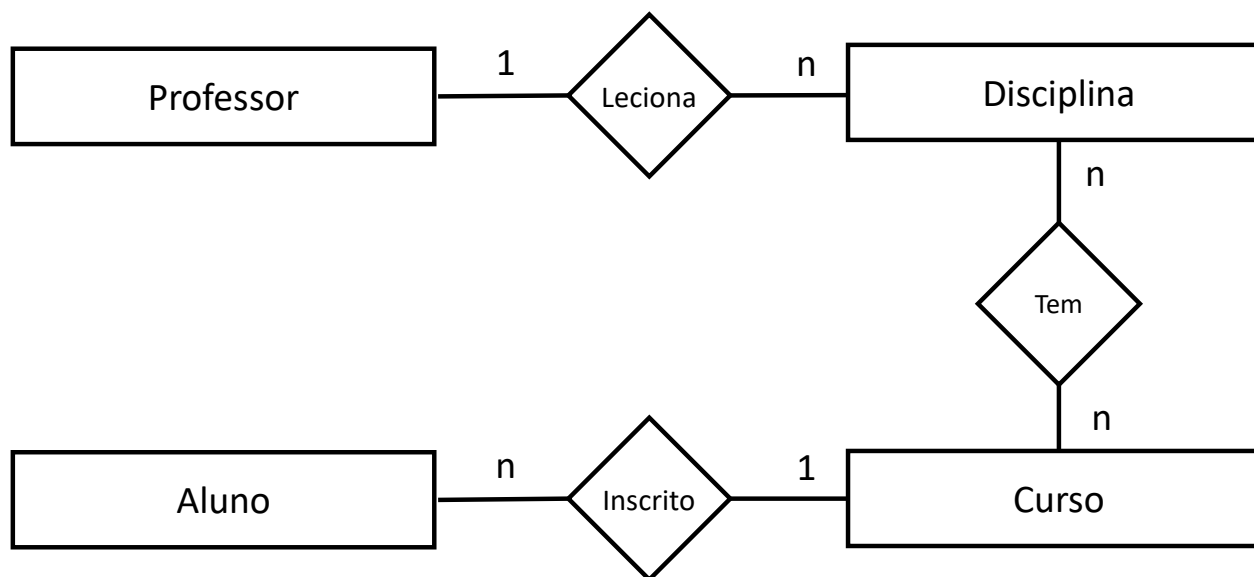 Professor
1
Leciona
n
Disciplina
n
Tem
n
Aluno
n
Inscrito
1
Curso